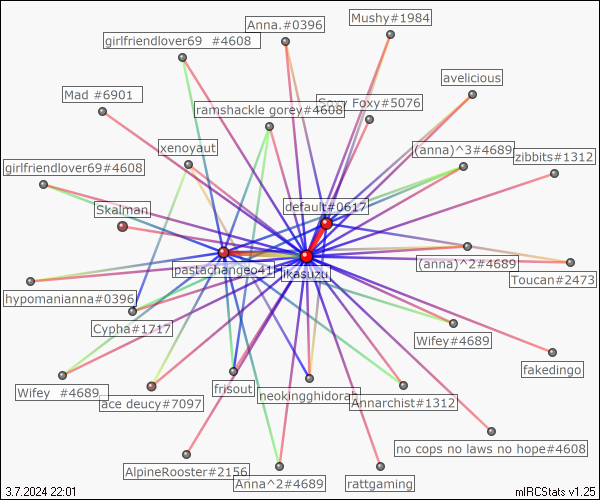 Mushy#1984
Anna.#0396
girlfriendlover69  #4608
avelicious
Mad #6901
Foxy#5076
ramshackle gorey#4608
xenoyaut
(anna)^3#4689
zibbits#1312
girlfriendlover69#4608
Skalman
default#0617
pastachangeo41
ikasuzu
(anna)^2#4689
Toucan#2473
hypomanianna#0396
Cypha#1717
Wifey#4689
fakedingo
Wifey  #4689
ace deucy#7097
frisout
neokingghidorah
Annarchist#1312
no cops no laws no hope#4608
AlpineRooster#2156
Anna^2#4689
rattgaming
3.7.2024 22:01
mIRCStats v1.25